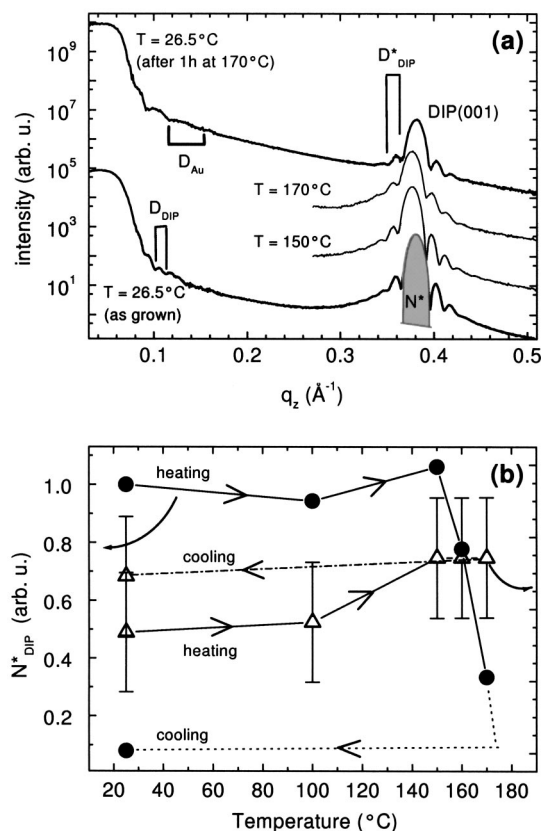 (a)
10⁹
T = 26.5°C
(after 1h at 170°C)
D*DIP
DIP(001)
10⁷
DAu
10⁵
T = 170°C
10³
DDIP
T = 150°C
10¹
T = 26.5°C
(as grown)
N*
intensity (arb. u.)
0.1 0.2 0.3 0.4 0.5
qz (Å⁻¹)
(b)
1.0
heating
0.8
cooling
0.6
0.4
heating
0.2
cooling
N*DIP (arb. u.)
20 40 60 80 100 120 140 160 180
Temperature (°C)